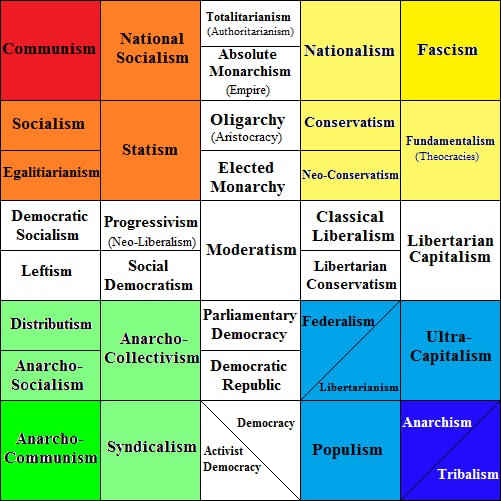 Communism
National
Socialism
Totalitarianism
(Authoritarianism)
Absolute
Monarchism
(Empire)
Nationalism
Fascism
Socialism
Egalitiarianism
Statism
Oligarchy
(Aristocracy)
Elected
Monarchy
Conservatism
Neo-Conservatism
Fundamentalism
(Theocracies)
Democratic
Socialism
Leftism
Progressivism
(Neo-Liberalism)
Social
Democratism
Moderatism
Classical
Liberalism
Libertarian
Conservatism
Libertarian
Capitalism
Distributism
Anarcho-
Socialism
Anarcho-
Collectivism
Parliamentary
Democracy
Democratic
Republic
Federalism
Libertarianism
Ultra-
Capitalism
Anarcho-
Communism
Syndicalism
Democracy
Activist
Democracy
Populism
Anarchism
Tribalism